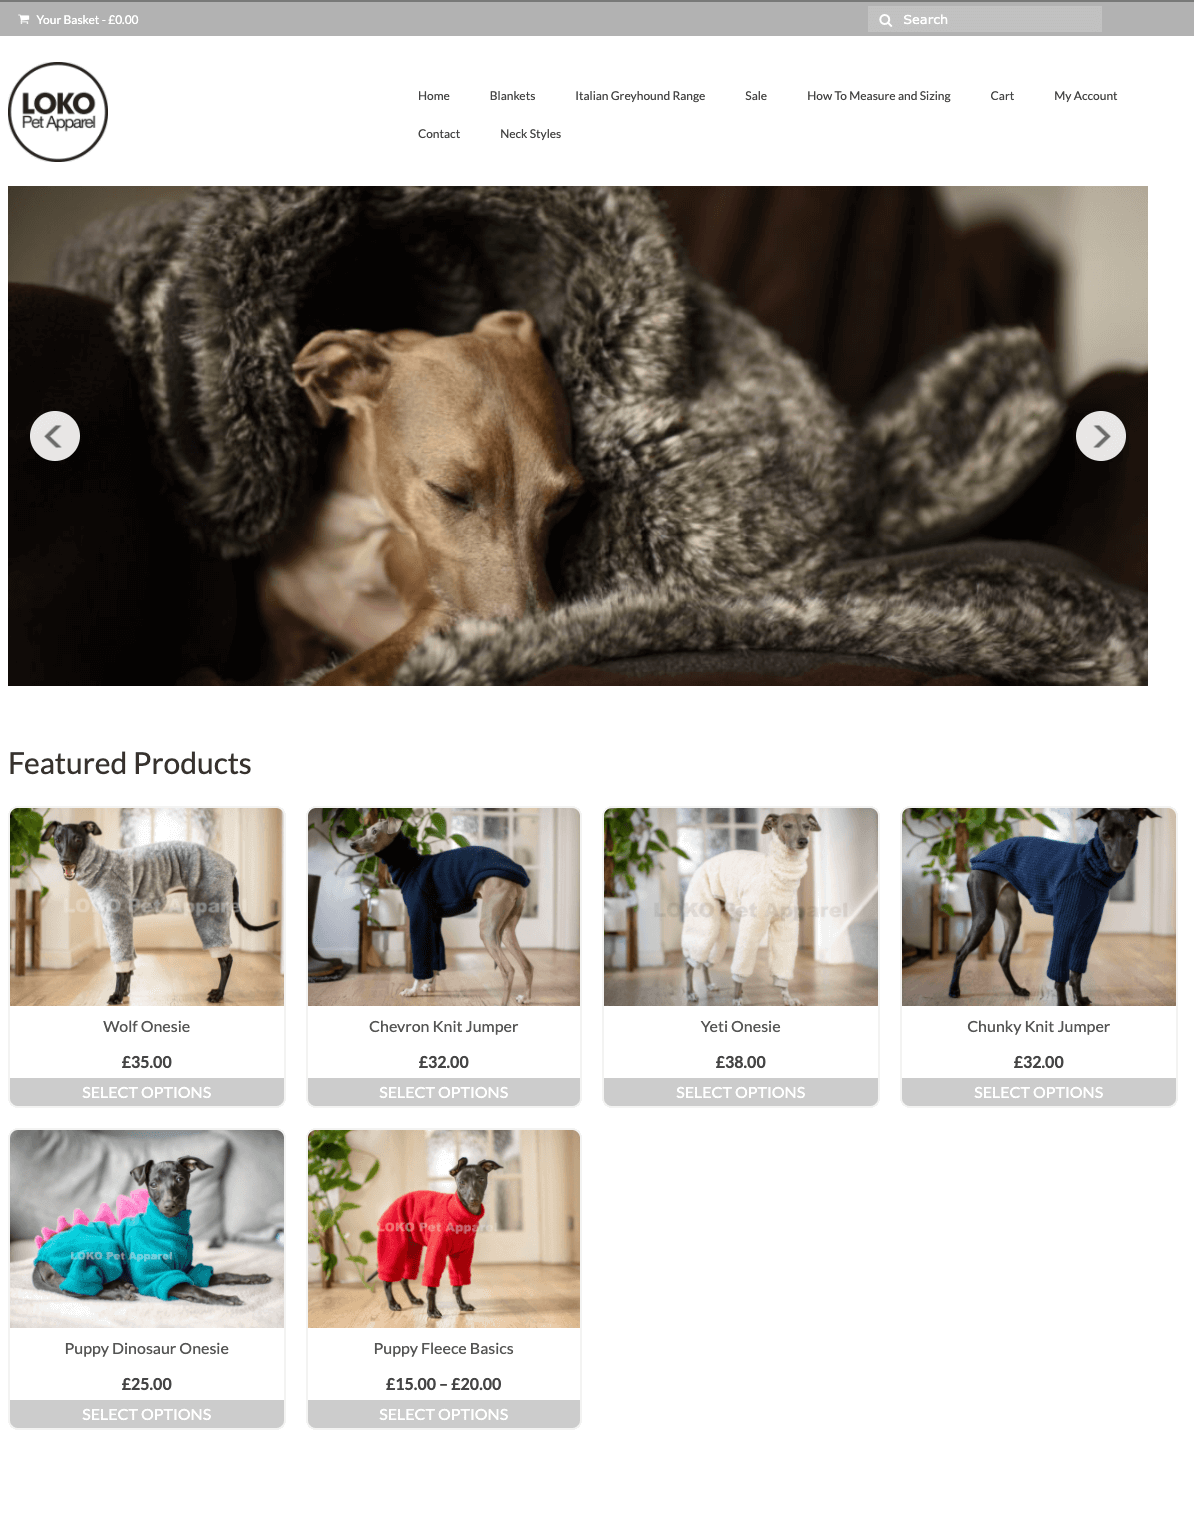 Your Basket - £0.00
Search
LOKO
Pet Apparel
Home Blankets Italian Greyhound Range Sale How To Measure and Sizing Cart My Account
Contact Neck Styles
Featured Products
LOKO Pet Apparel
LOKO Pet Apparel
Wolf Onesie Chevron Knit Jumper Yeti Onesie Chunky Knit Jumper
£35.00 £32.00 £38.00 £32.00
SELECT OPTIONS SELECT OPTIONS SELECT OPTIONS SELECT OPTIONS
LOKO Pet Apparel
LOKO Pet Apparel
Puppy Dinosaur Onesie Puppy Fleece Basics
£25.00 £15.00 – £20.00
SELECT OPTIONS SELECT OPTIONS